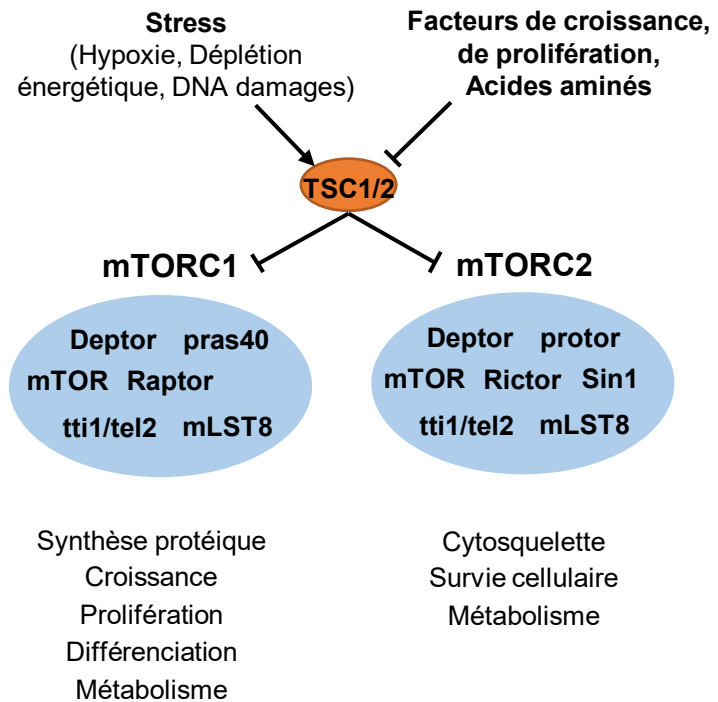 Stress
(Hypoxie, Déplétion
énergétique, DNA damages)
Facteurs de croissance,
de prolifération,
Acides aminés
TSC1/2
mTORC1
mTORC2
Deptor pras40
mTOR Raptor
tti1/tel2 mLST8
Deptor protor
mTOR Rictor Sin1
tti1/tel2 mLST8
Synthèse protéique
Croissance
Prolifération
Différenciation
Métabolisme
Cytosquelette
Survie cellulaire
Métabolisme